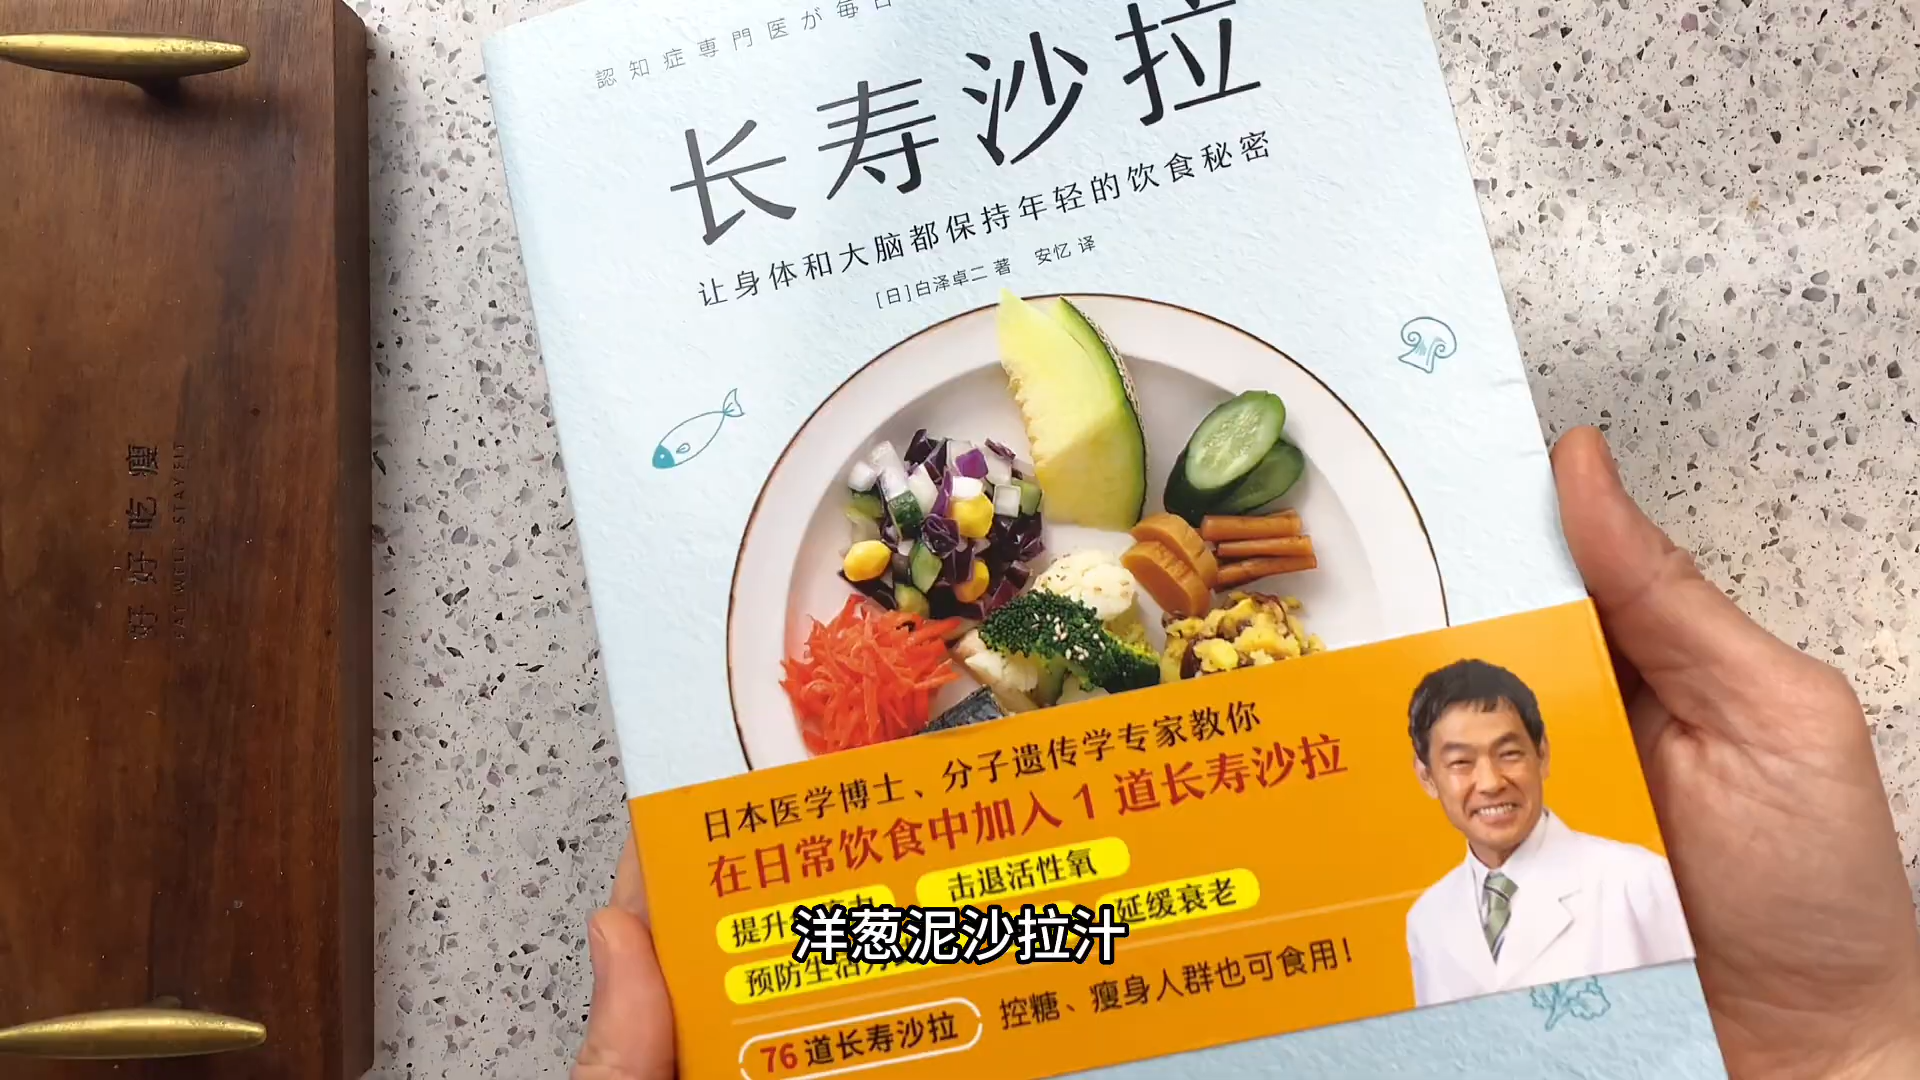 認知症専門医が毎日
长寿沙拉
让身体和大脑都保持年轻的饮食秘密
[日]白泽卓二 著 安忆 译
好好吃瘦
EAT WELL STAY FIT
日本医学博士、分子遗传学专家教你
在日常饮食中加入1道长寿沙拉
击退活性氧
提升
延缓衰老
洋葱泥沙拉汁
预防生活
76道长寿沙拉
控糖、瘦身人群也可食用！